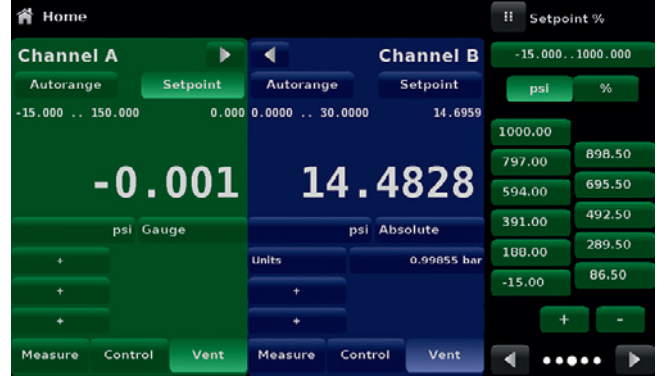 Home
Channel A
Autorange Setpoint
-15.000 .. 150.000 0.000
-0.001
psi Gauge
+
+
+
Measure Control Vent
Channel B
Autorange Setpoint
0.0000 .. 30.0000 14.6959
14.4828
psi Absolute
Units 0.99855 bar
+
+
Measure Control Vent
Setpoint %
-15.000..1000.000
psi %
1000.00
898.50
797.00
695.50
594.00
492.50
391.00
289.50
188.00
86.50
-15.00
+ -